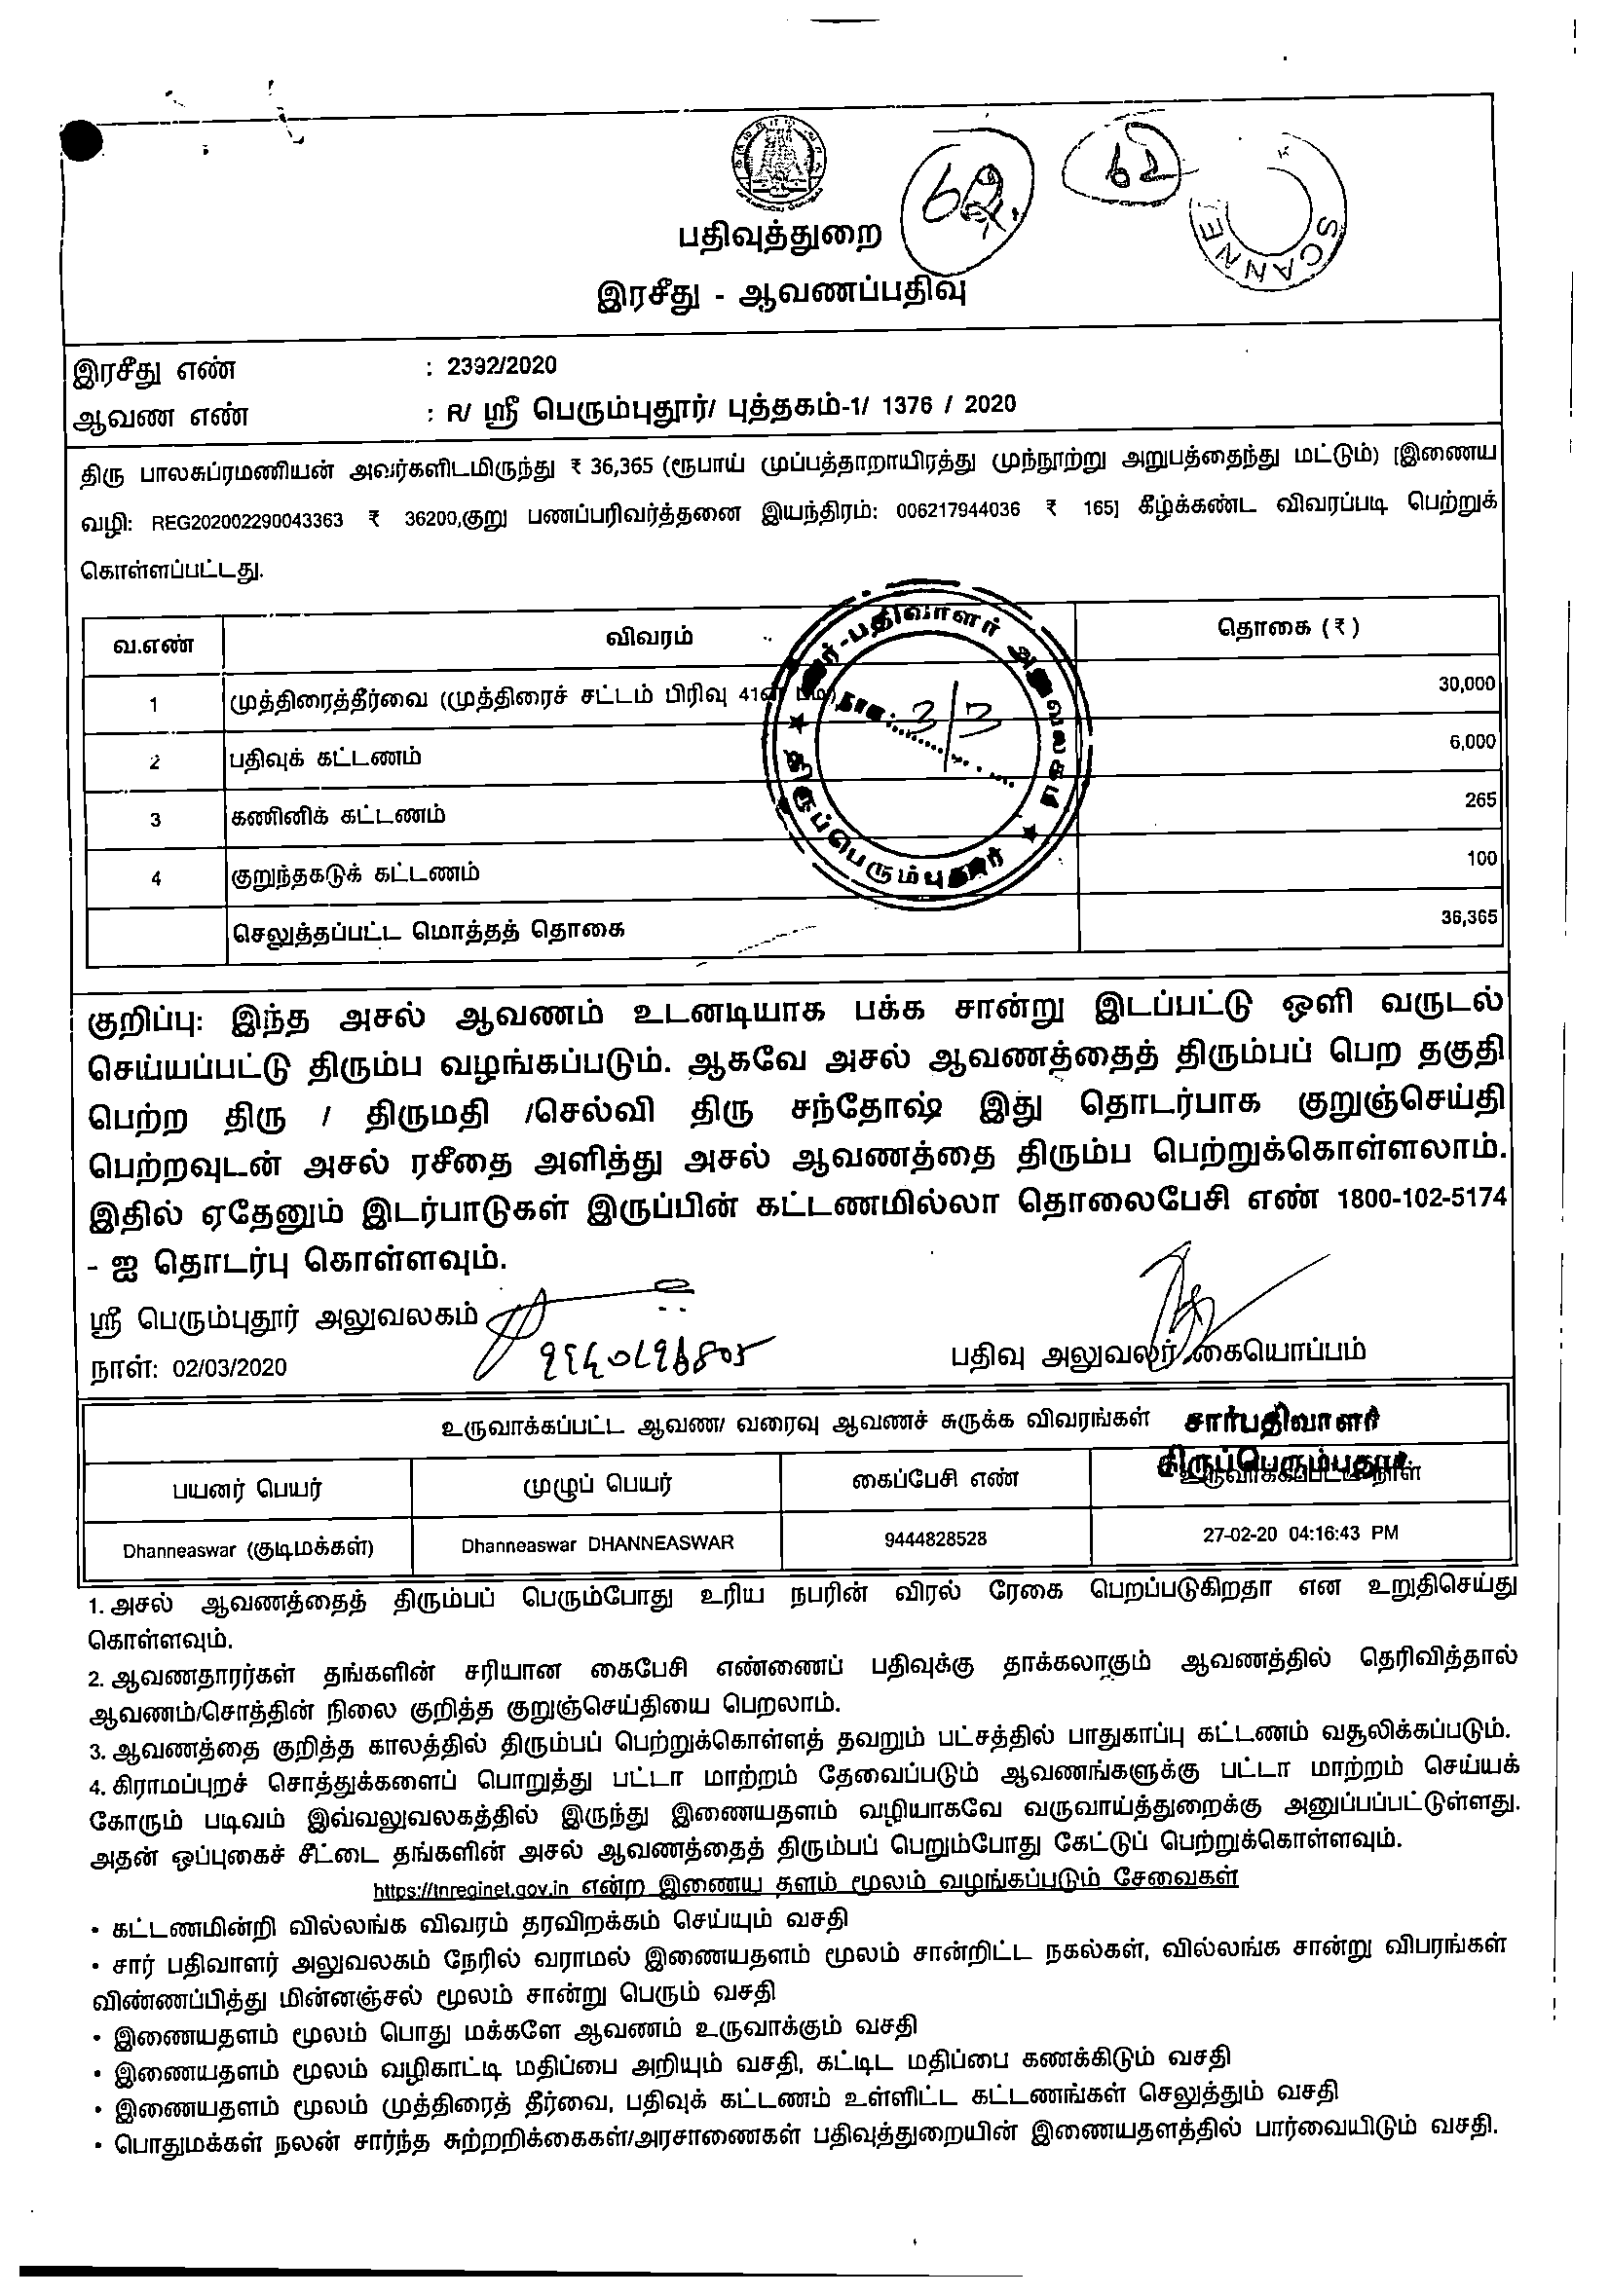 பதிவுத்துறை
இரசீது - ஆவணப்பதிவு
62
62
SCANNE
இரசீது எண் : 2392/2020
ஆவண எண் : R/ ஸ்ரீ பெரும்புதூர்/ புத்தகம்-1/ 1376 / 2020
திரு பாலசுப்ரமணியன் அவர்களிடமிருந்து ₹ 36,365 (ரூபாய் முப்பத்தாறாயிரத்து முந்நூற்று அறுபத்தைந்து மட்டும்) [இணைய
வழி: REG202002290043363 ₹ 36200,குறு பணப்பரிவர்த்தனை இயந்திரம்: 006217944036 ₹ 165] கீழ்க்கண்ட விவரப்படி பெற்றுக்
கொள்ளப்பட்டது.
வ.எண் விவரம் தொகை (₹)
1 முத்திரைத்தீர்வை (முத்திரைச் சட்டம் பிரிவு 30,000
2 பதிவுக் கட்டணம் 6,000
3 கணினிக் கட்டணம் 265
4 குறுந்தகடுக் கட்டணம் 100
செலுத்தப்பட்ட மொத்தத் தொகை 36,365
சார்-பதிவாளர் அலுவலகம்
நாள்: 3/3
திருப்பெரும்புதூர்
குறிப்பு: இந்த அசல் ஆவணம் உடனடியாக பக்க சான்று இடப்பட்டு ஒளி வருடல்
செய்யப்பட்டு திரும்ப வழங்கப்படும். ஆகவே அசல் ஆவணத்தைத் திரும்பப் பெற தகுதி
பெற்ற திரு / திருமதி /செல்வி திரு சந்தோஷ் இது தொடர்பாக குறுஞ்செய்தி
பெற்றவுடன் அசல் ரசீதை அளித்து அசல் ஆவணத்தை திரும்ப பெற்றுக்கொள்ளலாம்.
இதில் ஏதேனும் இடர்பாடுகள் இருப்பின் கட்டணமில்லா தொலைபேசி எண் 1800-102-5174
- ஐ தொடர்பு கொள்ளவும்.
ஸ்ரீ பெரும்புதூர் அலுவலகம்
நாள்: 02/03/2020 பதிவு அலுவலர் கையொப்பம்
சார்பதிவாளர்
திருப்பெரும்புதூர்
உருவாக்கப்பட்ட ஆவண/ வரைவு ஆவணச் சுருக்க விவரங்கள்
பயனர் பெயர் முழுப் பெயர் கைப்பேசி எண் உருவாக்கப்பட்ட நாள்
Dhanneaswar (குடிமக்கள்) Dhanneaswar DHANNEASWAR 9444828528 27-02-20 04:16:43 PM
1. அசல் ஆவணத்தைத் திரும்பப் பெரும்போது உரிய நபரின் விரல் ரேகை பெறப்படுகிறதா என உறுதிசெய்து
கொள்ளவும்.
2. ஆவணதாரர்கள் தங்களின் சரியான கைபேசி எண்ணைப் பதிவுக்கு தாக்கலாகும் ஆவணத்தில் தெரிவித்தால்
ஆவணம்/சொத்தின் நிலை குறித்த குறுஞ்செய்தியை பெறலாம்.
3. ஆவணத்தை குறித்த காலத்தில் திரும்பப் பெற்றுக்கொள்ளத் தவறும் பட்சத்தில் பாதுகாப்பு கட்டணம் வசூலிக்கப்படும்.
4. கிராமப்புறச் சொத்துக்களைப் பொறுத்து பட்டா மாற்றம் தேவைப்படும் ஆவணங்களுக்கு பட்டா மாற்றம் செய்யக்
கோரும் படிவம் இவ்வலுவலகத்தில் இருந்து இணையதளம் வழியாகவே வருவாய்த்துறைக்கு அனுப்பப்பட்டுள்ளது.
அதன் ஒப்புகைச் சீட்டை தங்களின் அசல் ஆவணத்தைத் திரும்பப் பெறும்போது கேட்டுப் பெற்றுக்கொள்ளவும்.
https://tnreginet.gov.in என்ற இணைய தளம் மூலம் வழங்கப்படும் சேவைகள்
• கட்டணமின்றி வில்லங்க விவரம் தரவிறக்கம் செய்யும் வசதி
• சார் பதிவாளர் அலுவலகம் நேரில் வராமல் இணையதளம் மூலம் சான்றிட்ட நகல்கள், வில்லங்க சான்று விபரங்கள்
விண்ணப்பித்து மின்னஞ்சல் மூலம் சான்று பெரும் வசதி
• இணையதளம் மூலம் பொது மக்களே ஆவணம் உருவாக்கும் வசதி
• இணையதளம் மூலம் வழிகாட்டி மதிப்பை அறியும் வசதி, கட்டிட மதிப்பை கணக்கிடும் வசதி
• இணையதளம் மூலம் முத்திரைத் தீர்வை, பதிவுக் கட்டணம் உள்ளிட்ட கட்டணங்கள் செலுத்தும் வசதி
• பொதுமக்கள் நலன் சார்ந்த சுற்றறிக்கைகள்/அரசாணைகள் பதிவுத்துறையின் இணையதளத்தில் பார்வையிடும் வசதி.